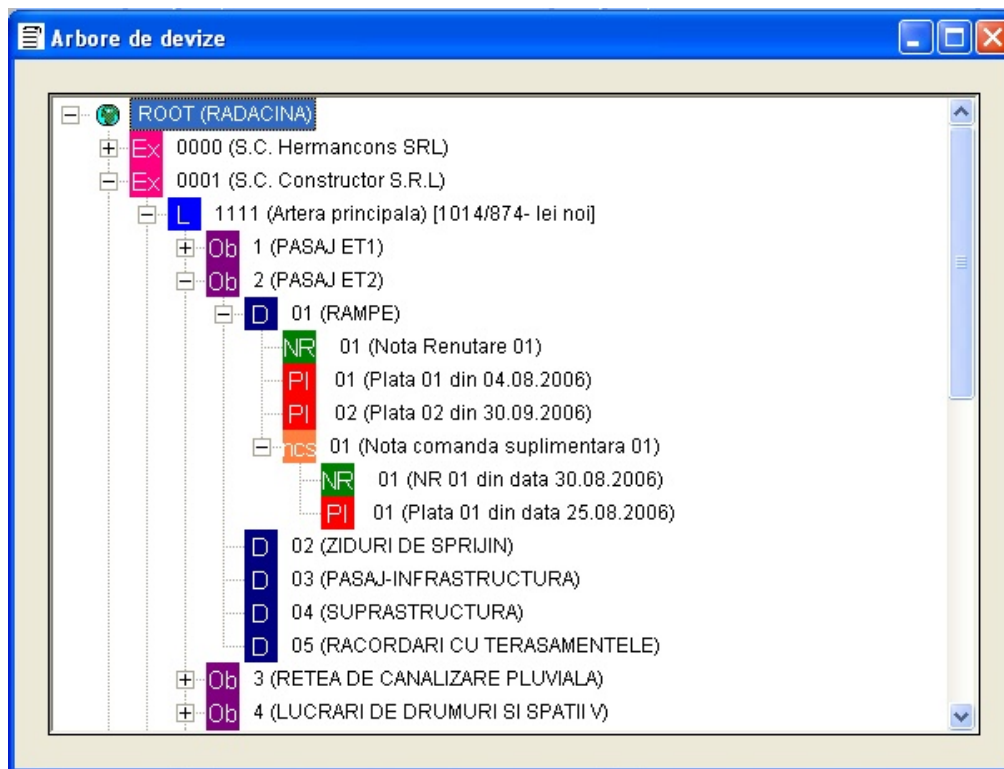 Arbore de devize
ROOT (RADACINA)
Ex 0000 (S.C. Hermancons SRL)
Ex 0001 (S.C. Constructor S.R.L)
L 1111 (Artera principala) [1014/874- lei noi]
Ob 1 (PASAJ ET1)
Ob 2 (PASAJ ET2)
D 01 (RAMPE)
NR 01 (Nota Renutare 01)
Pl 01 (Plata 01 din 04.08.2006)
Pl 02 (Plata 02 din 30.09.2006)
ncs 01 (Nota comanda suplimentara 01)
NR 01 (NR 01 din data 30.08.2006)
Pl 01 (Plata 01 din data 25.08.2006)
D 02 (ZIDURI DE SPRIJIN)
D 03 (PASAJ-INFRASTRUCTURA)
D 04 (SUPRASTRUCTURA)
D 05 (RACORDARI CU TERASAMENTELE)
Ob 3 (RETEA DE CANALIZARE PLUVIALA)
Ob 4 (LUCRARI DE DRUMURI SI SPATII V)